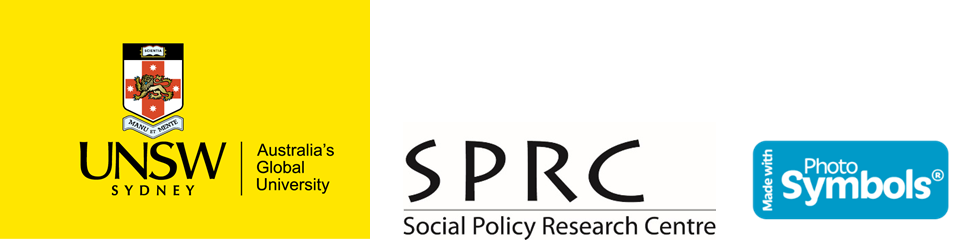 SCIENTIA
MANU ET MENTE
UNSW
SYDNEY
Australia's
Global
University
SPRC
Social Policy Research Centre
Made with
Photo
Symbols®